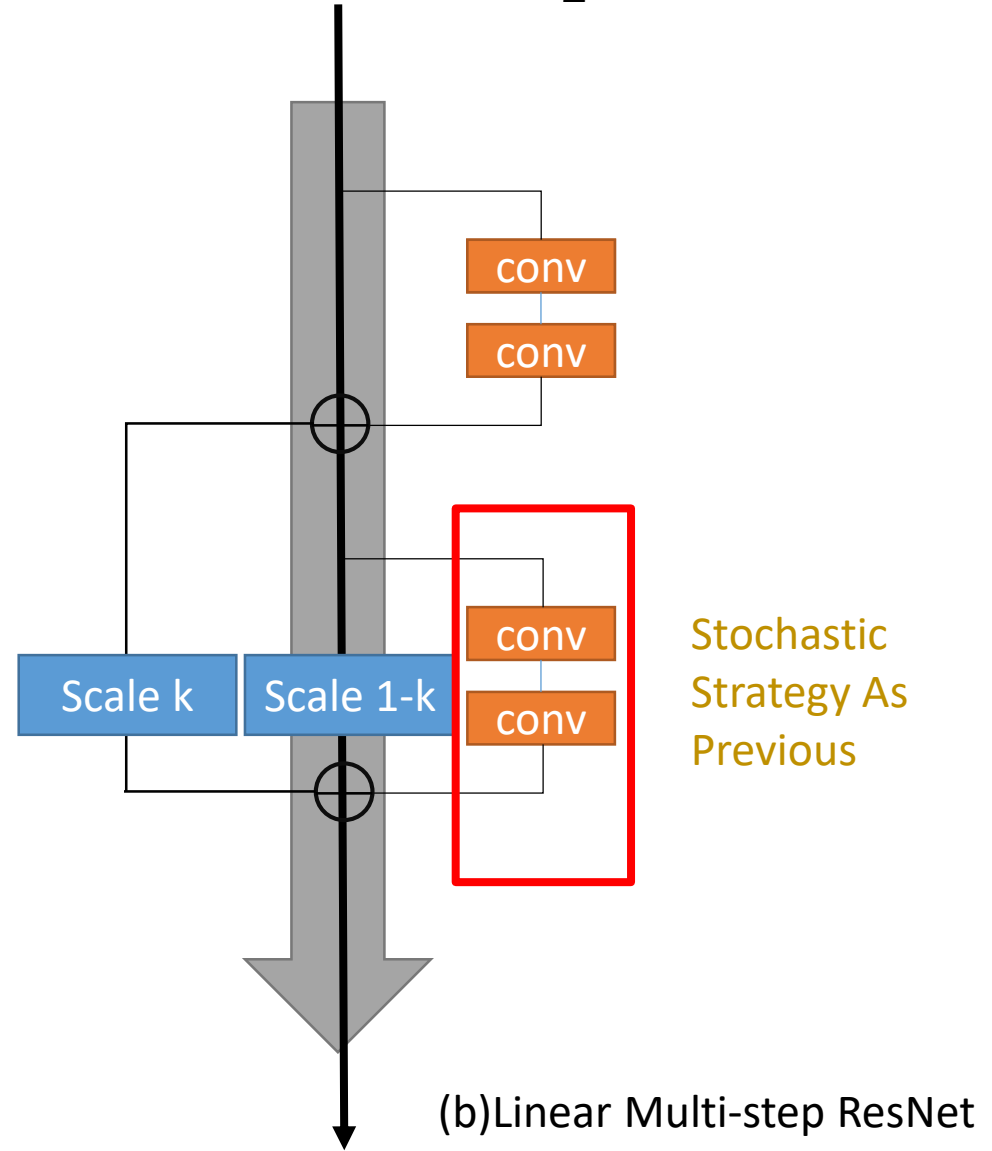 conv
conv
conv
Scale k
Scale 1-k
conv
Stochastic
Strategy As
Previous
(b)Linear Multi-step ResNet